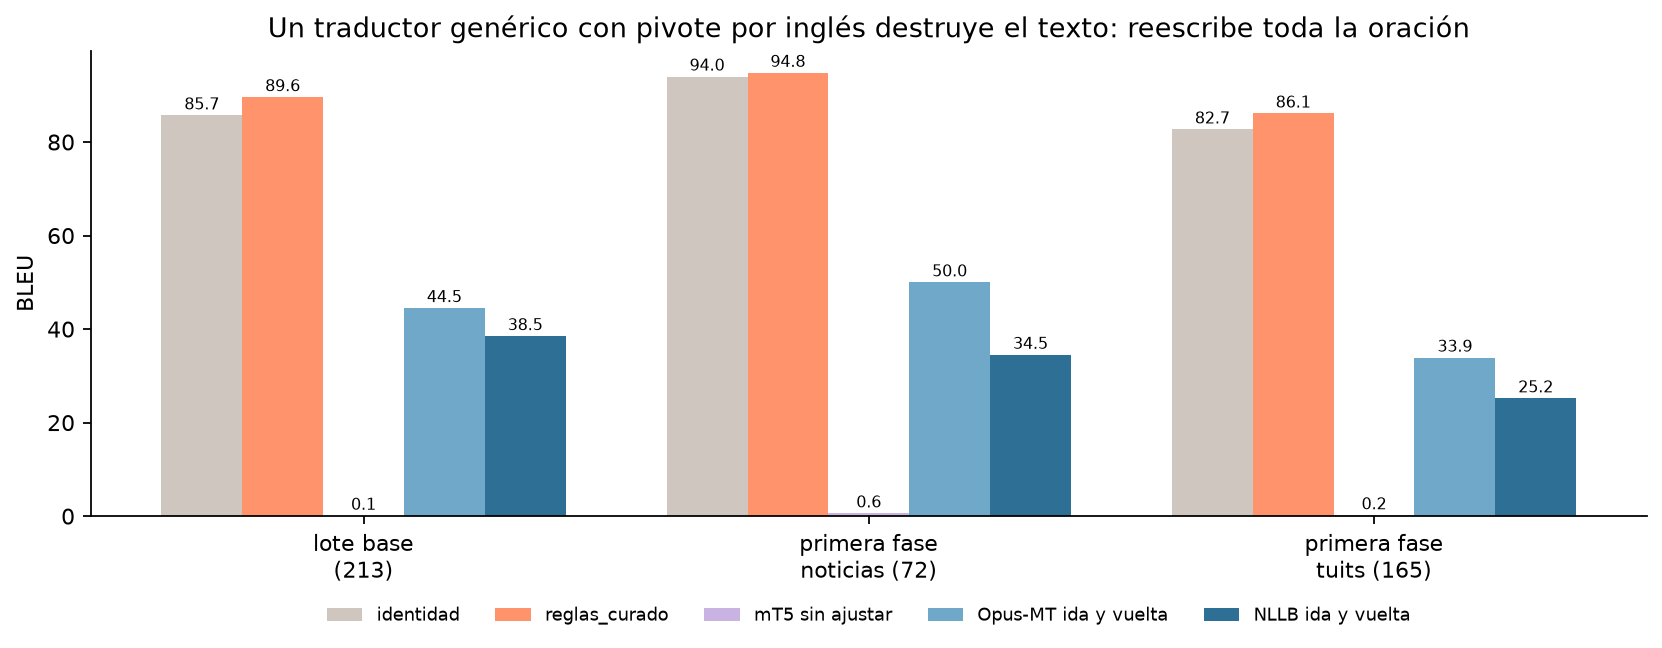 Un traductor genérico con pivote por inglés destruye el texto: reescribe toda la oración
BLEU
80
60
40
20
0
85.7
89.6
0.1
44.5
38.5
94.0
94.8
0.6
50.0
34.5
82.7
86.1
0.2
33.9
25.2
lote base
(213)
primera fase
noticias (72)
primera fase
tuits (165)
identidad
reglas_curado
mT5 sin ajustar
Opus-MT ida y vuelta
NLLB ida y vuelta